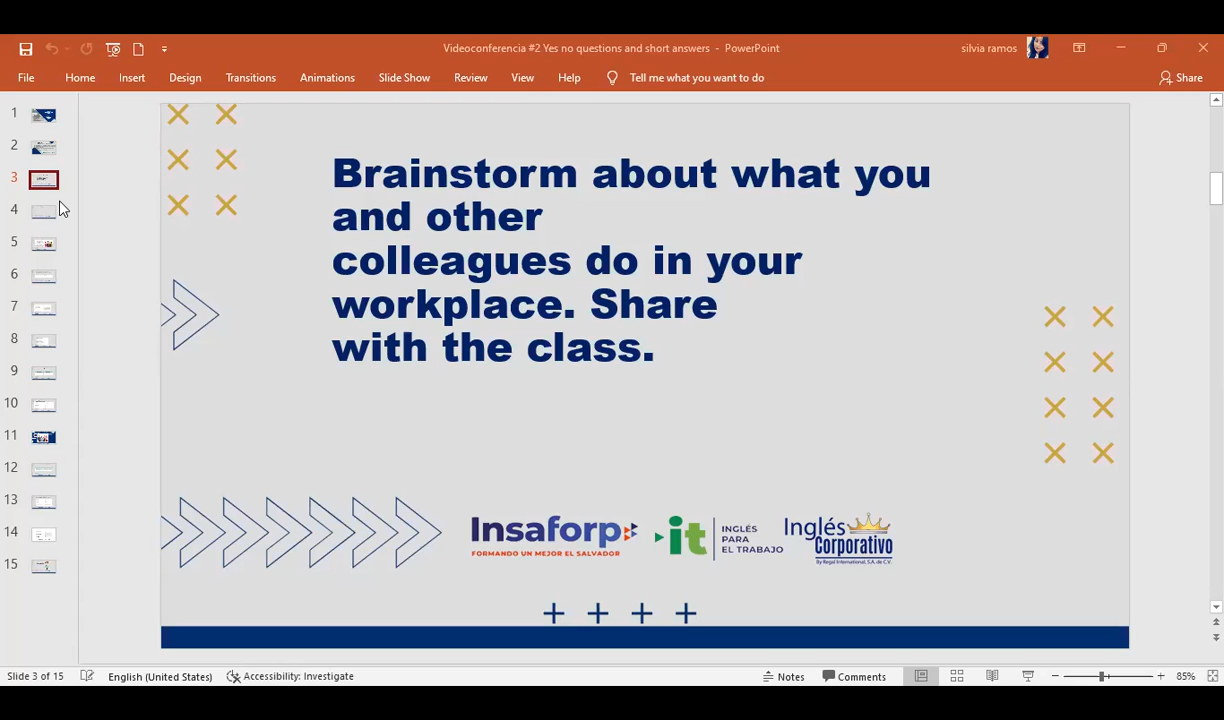 Videoconferencia #2 Yes no questions and short answers - PowerPoint
silvia ramos
File Home Insert Design Transitions Animations Slide Show Review View Help Tell me what you want to do Share
1
2
3
4
5
6
7
8
9
10
11
12
13
14
15
Brainstorm about what you
and other
colleagues do in your
workplace. Share
with the class.
Insaforp
FORMANDO UN MEJOR EL SALVADOR
it
INGLÉS
PARA
EL TRABAJO
Inglés
Corporativo
By Regal International, S.A. de C.V.
Slide 3 of 15 English (United States) Accessibility: Investigate Notes Comments 85%